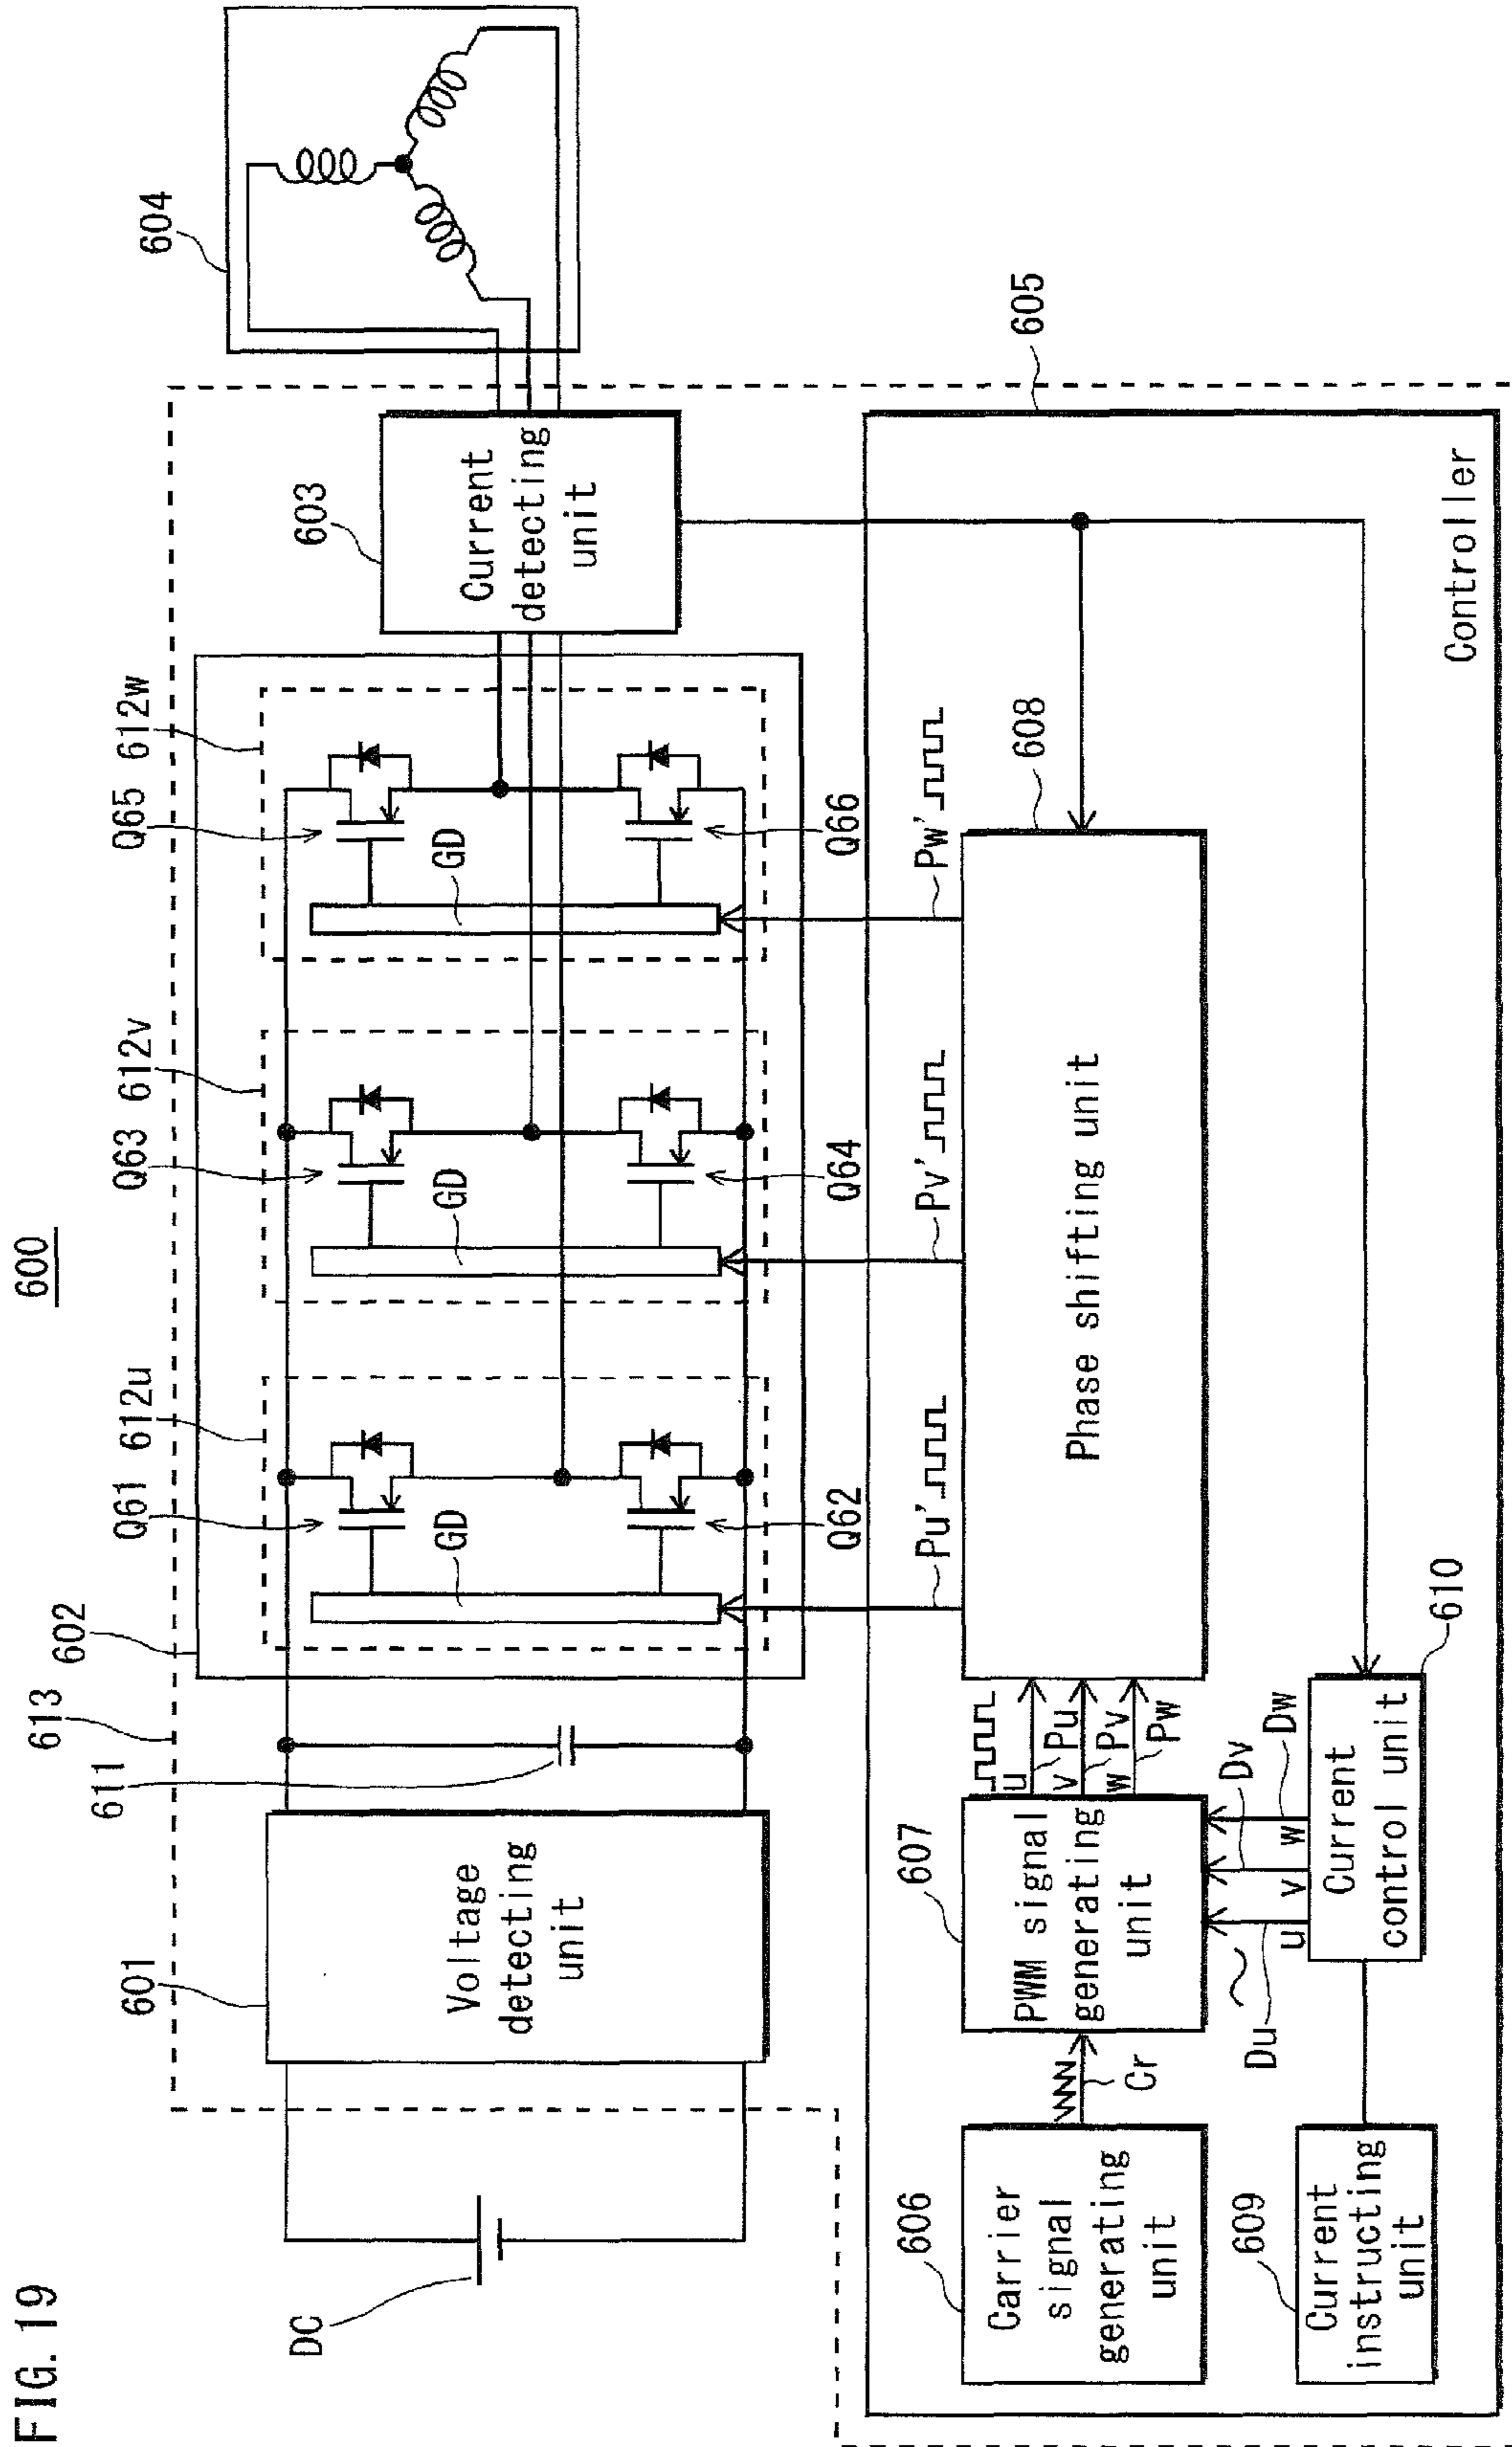 FIG. 19
600
DC
601
Voltage
detecting
unit
611
613
602
Q61
612u
GD
Q62
Q63
612v
GD
Q64
Q65
612w
GD
Q66
603
Current
detecting
unit
604
605
Controller
606
Carrier
signal
generating
unit
Cr
607
PWM signal
generating
unit
u
Pu
v
Pv
w
Pw
Pu'
Pv'
Pw'
608
Phase shifting unit
609
Current
instructing
unit
Du
u
Dv
v
Dw
w
610
Current
control unit